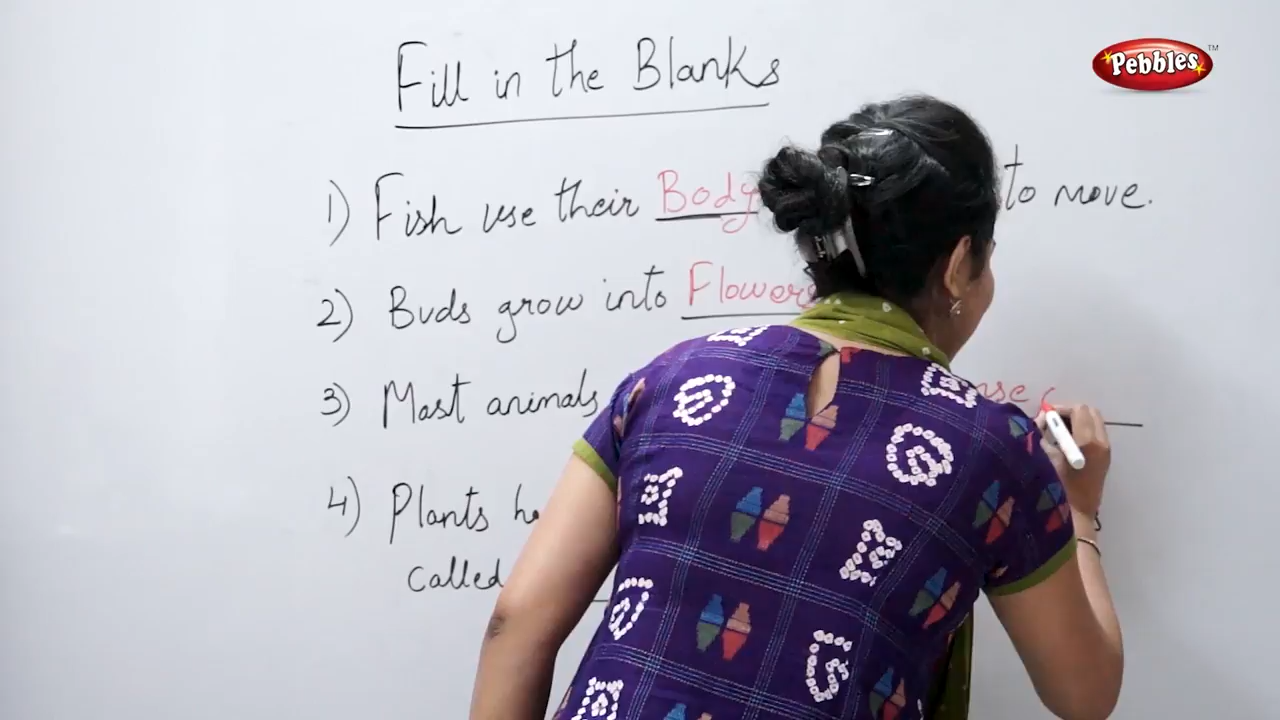 Pebbles™
Fill in the Blanks
1) Fish use their Body to move.
2) Buds grow into Flowers
3) Most animals
4) Plants
called